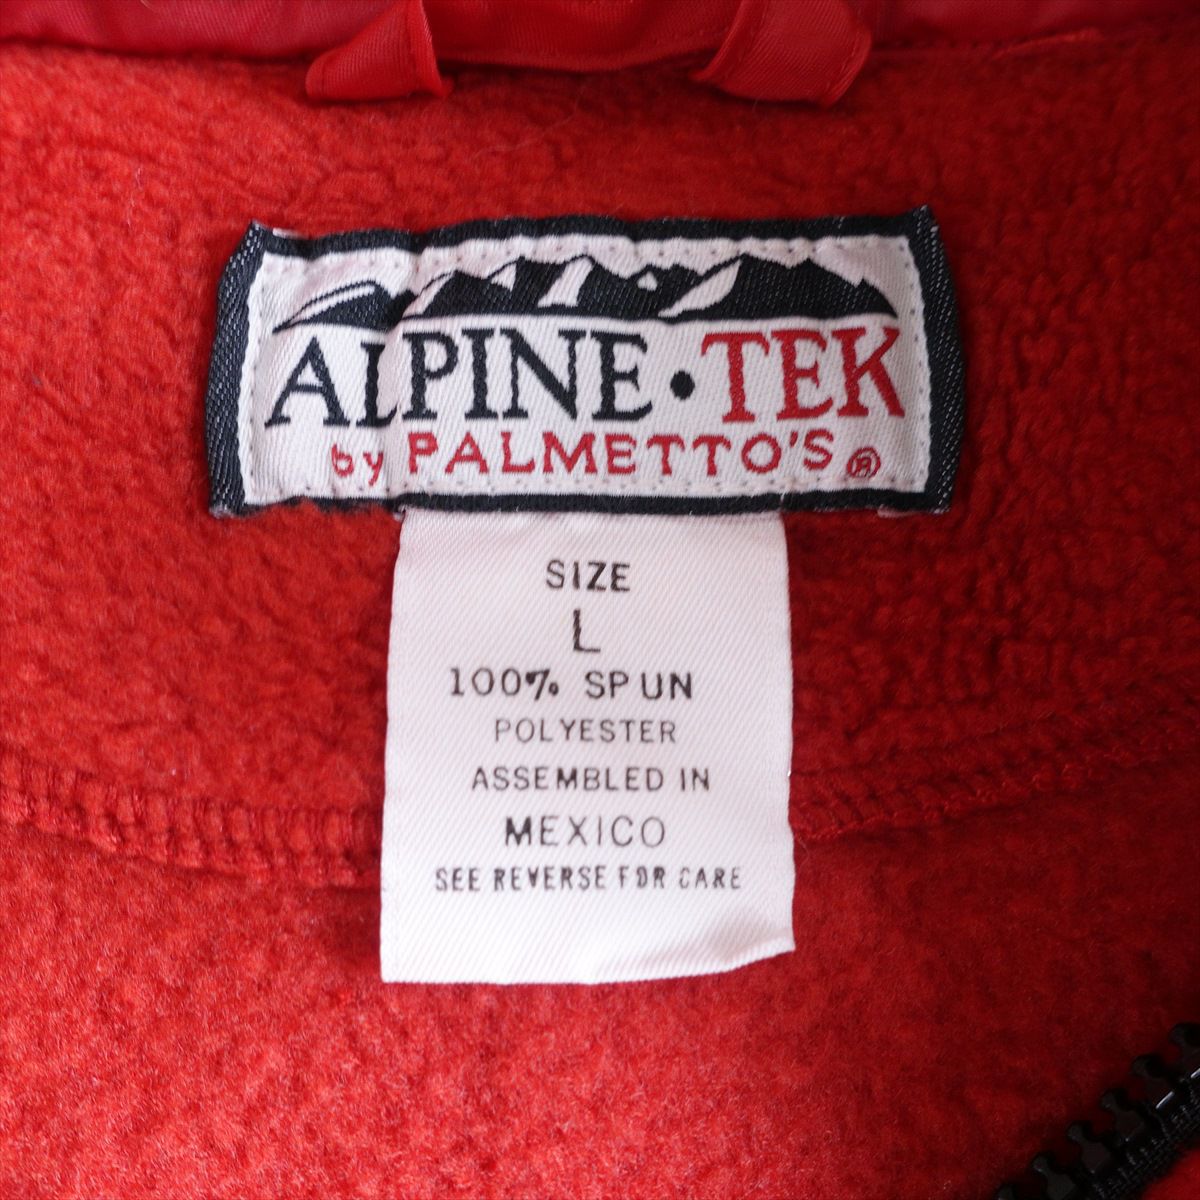 ALPINE·TEK
by PALMETTO'S ®
SIZE
L
100% SPUN
POLYESTER
ASSEMBLED IN
MEXICO
SEE REVERSE FOR CARE